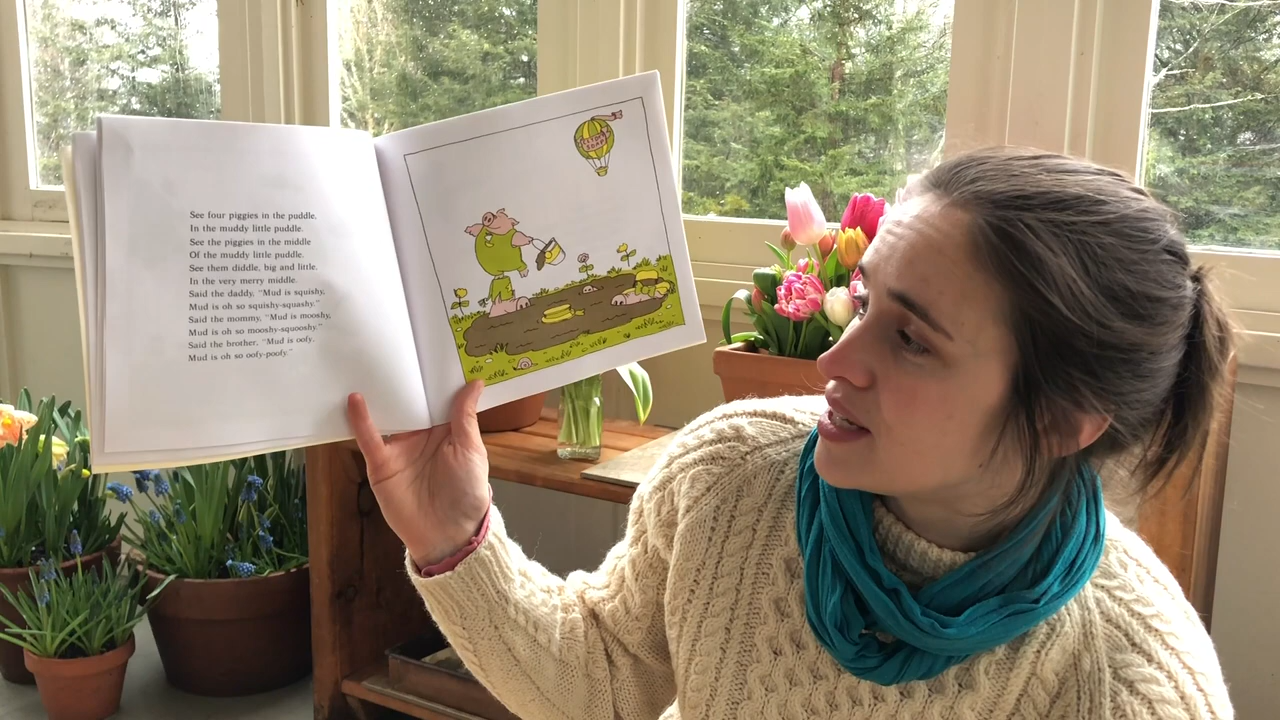 See four piggies in the puddle,
In the muddy little puddle.
See the piggies in the middle
Of the muddy little puddle.
See them diddle, big and little.
In the very merry middle.
Said the daddy, "Mud is squishy,
Mud is oh so squishy-squashy."
Said the mommy, "Mud is mooshy,
Mud is oh so mooshy-squooshy."
Said the brother, "Mud is oofy.
Mud is oh so oofy-poofy."
SOAP